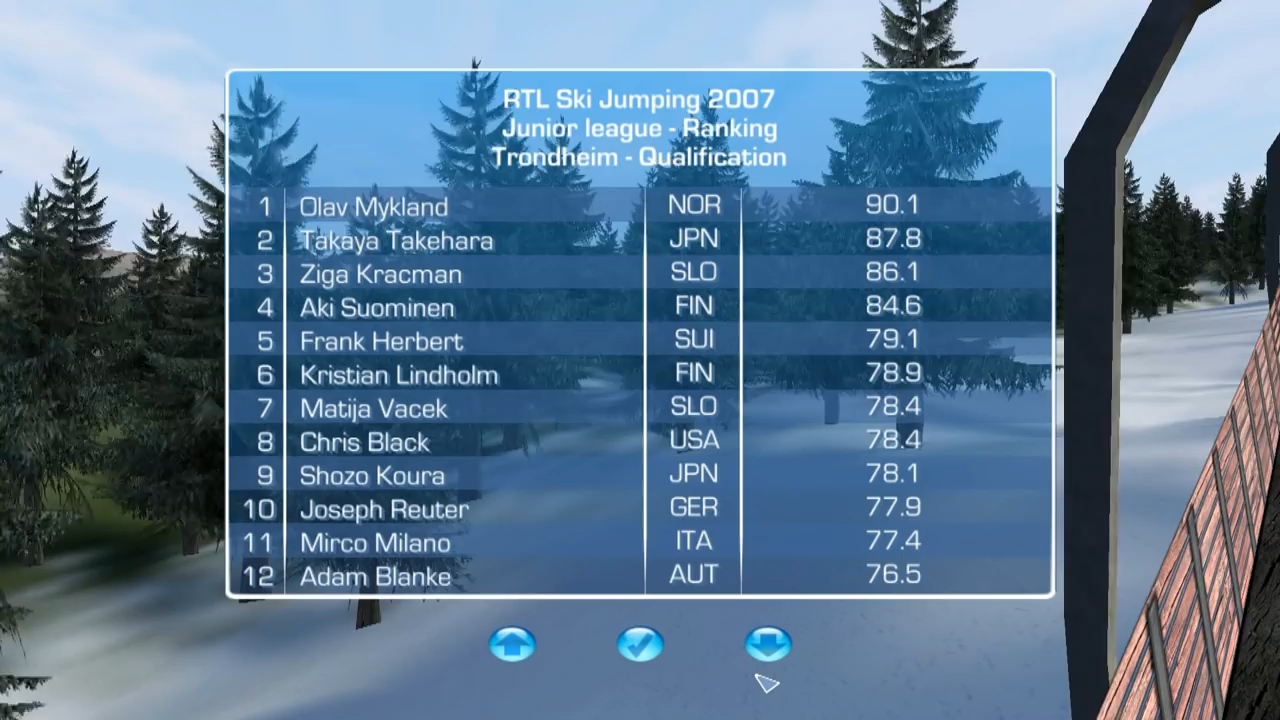 RTL Ski Jumping 2007
Junior league - Ranking
Trondheim - Qualification
1 Olav Mykland NOR 90.1
2 Takaya Takehara JPN 87.8
3 Ziga Kracman SLO 86.1
4 Aki Suominen FIN 84.6
5 Frank Herbert SUI 79.1
6 Kristian Lindholm FIN 78.9
7 Matija Vacek SLO 78.4
8 Chris Black USA 78.4
9 Shozo Koura JPN 78.1
10 Joseph Reuter GER 77.9
11 Mirco Milano ITA 77.4
12 Adam Blanke AUT 76.5